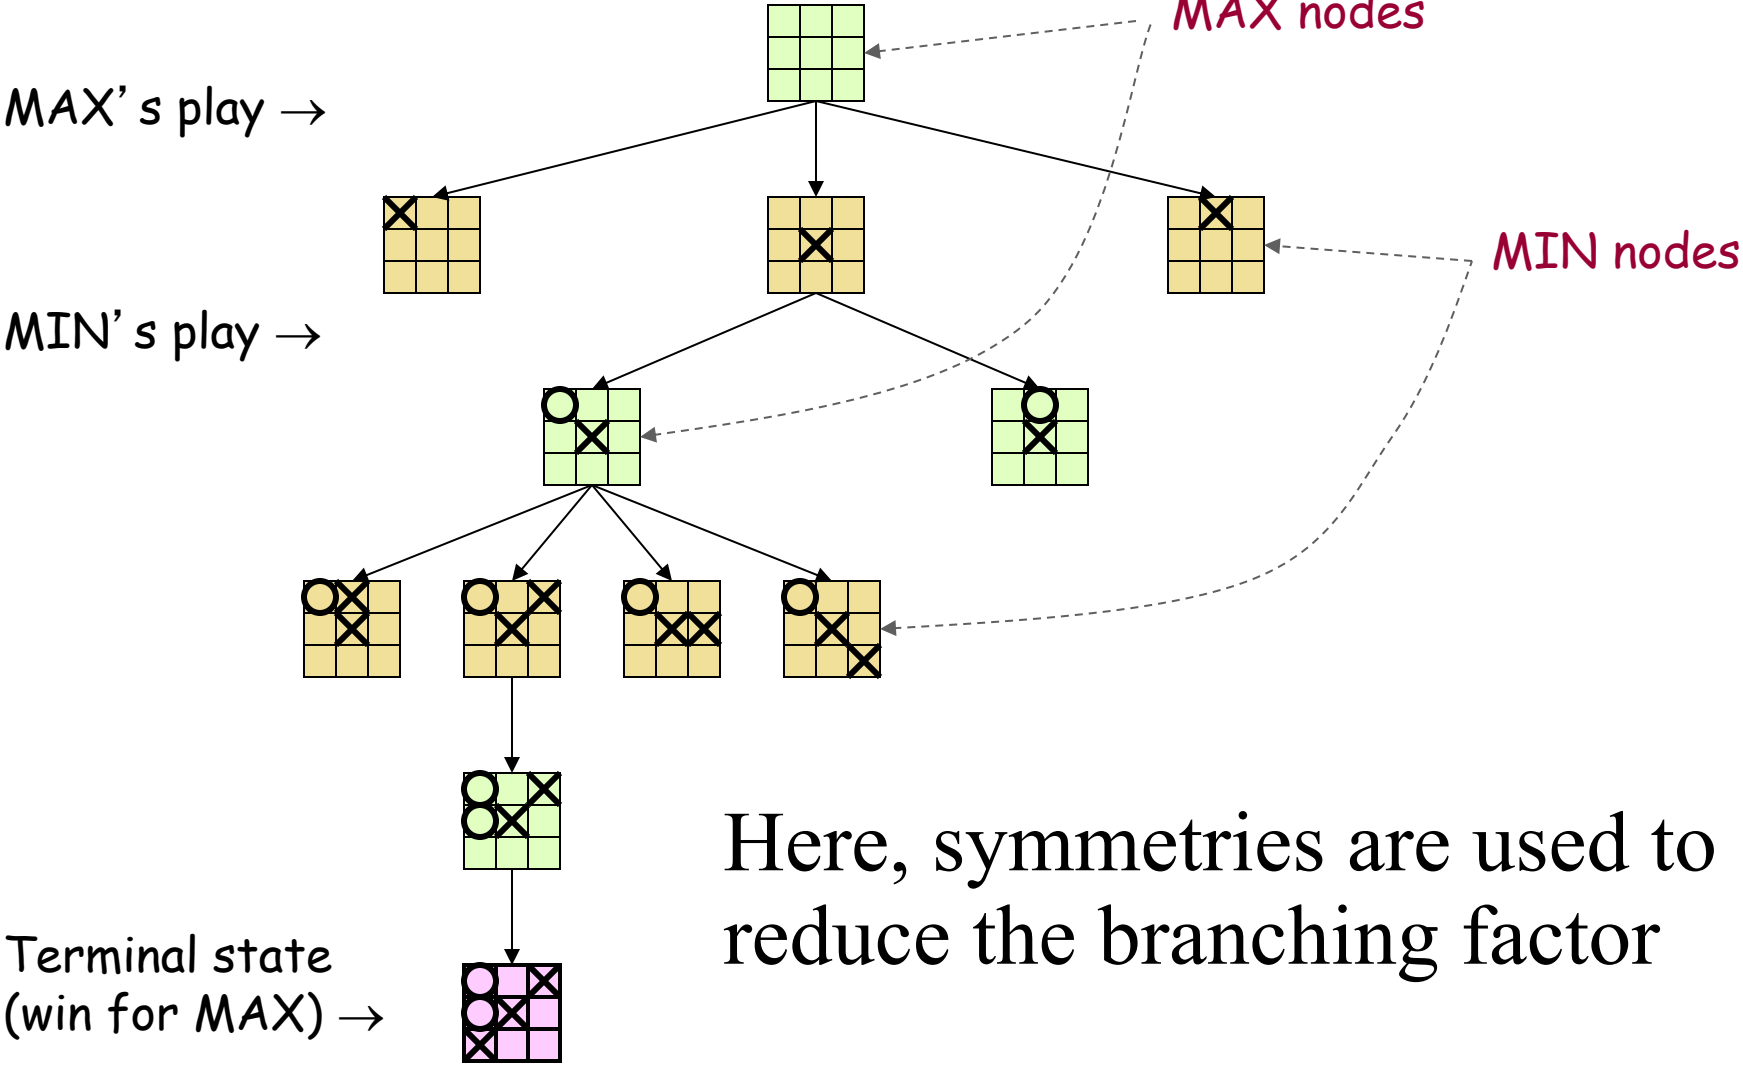 MAX nodes
MAX's play →
MIN nodes
MIN's play →
Here, symmetries are used to
reduce the branching factor
Terminal state
(win for MAX) →